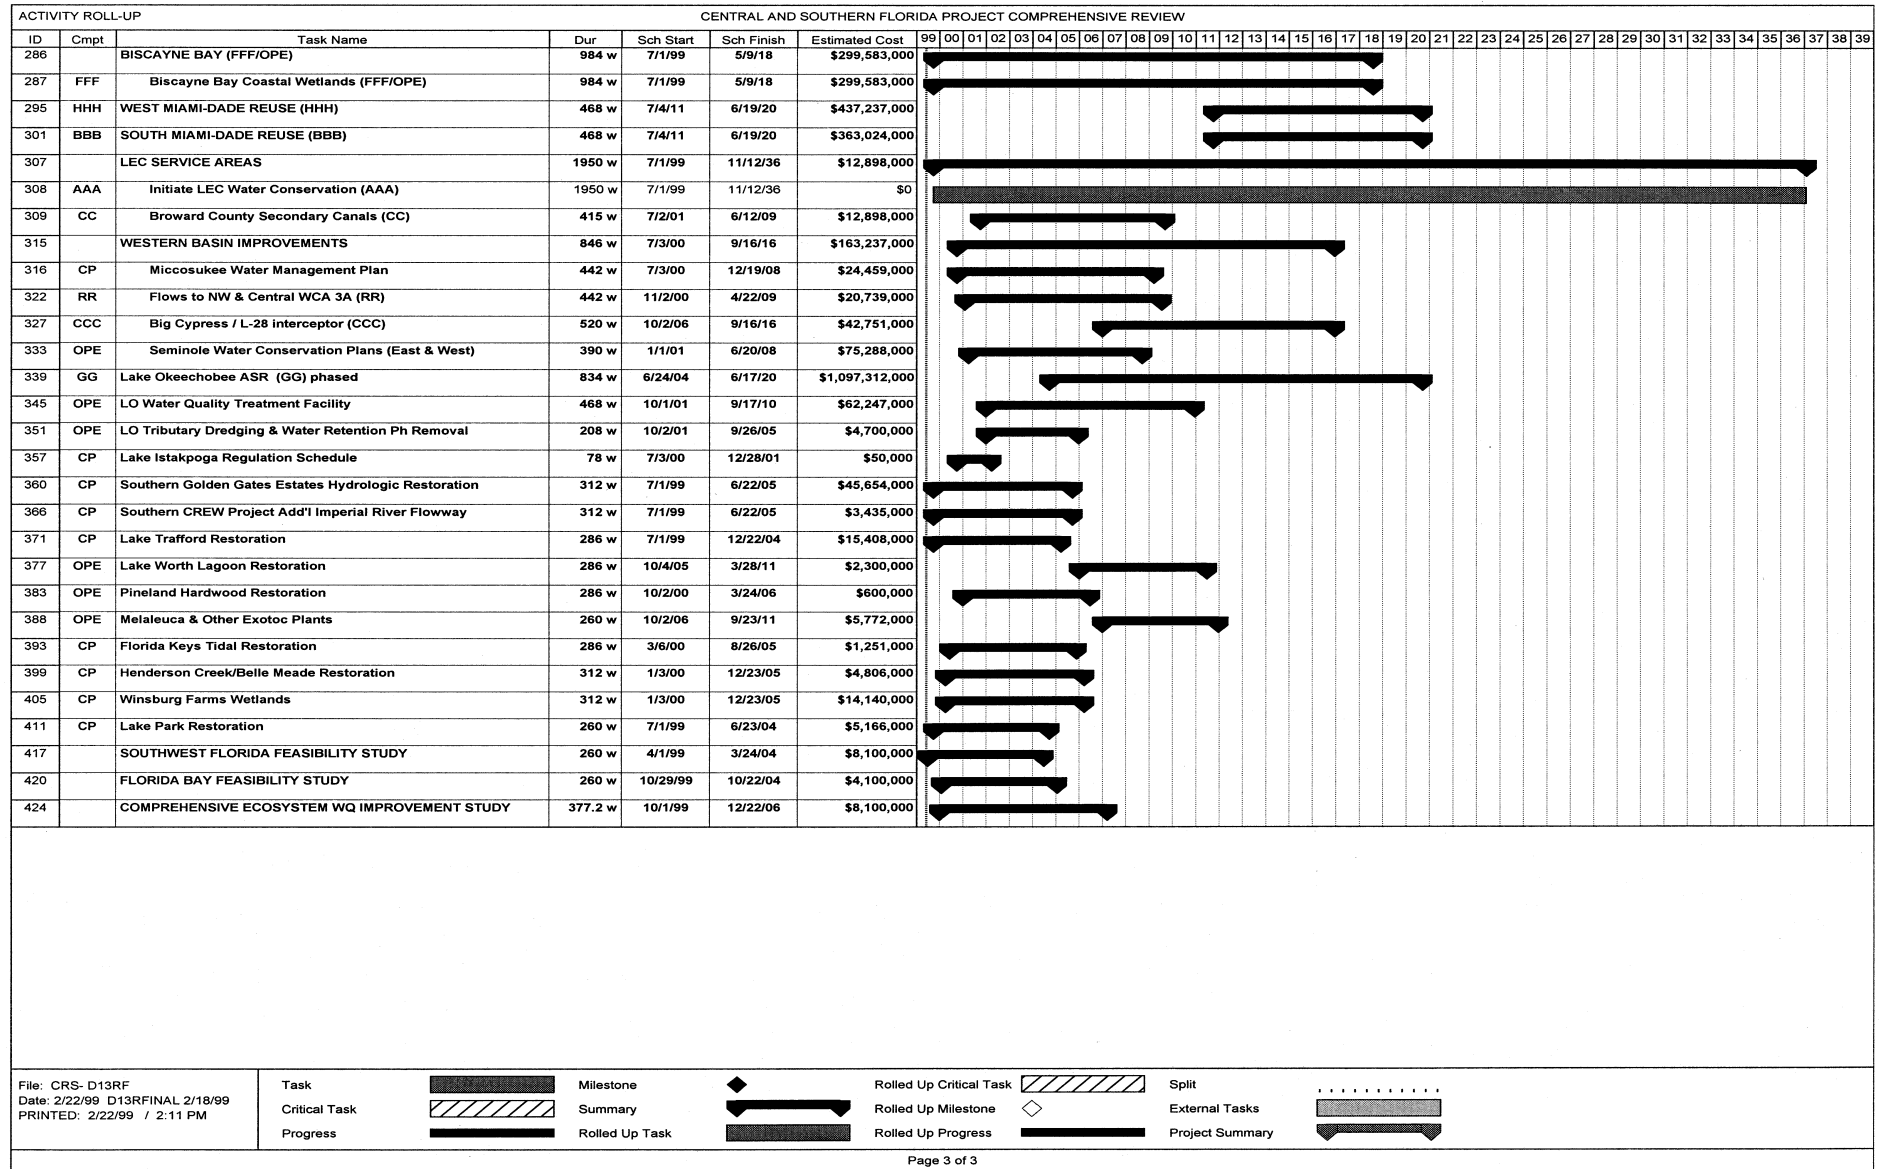 ACTIVITY ROLL-UP CENTRAL AND SOUTHERN FLORIDA PROJECT COMPREHENSIVE REVIEW
ID Cmpt Task Name Dur Sch Start Sch Finish Estimated Cost 99 00 01 02 03 04 05 06 07 08 09 10 11 12 13 14 15 16 17 18 19 20 21 22 23 24 25 26 27 28 29 30 31 32 33 34 35 36 37 38 39
286 BISCAYNE BAY (FFF/OPE) 984 w 7/1/99 5/9/18 $299,583,000
287 FFF Biscayne Bay Coastal Wetlands (FFF/OPE) 984 w 7/1/99 5/9/18 $299,583,000
295 HHH WEST MIAMI-DADE REUSE (HHH) 468 w 7/4/11 6/19/20 $437,237,000
301 BBB SOUTH MIAMI-DADE REUSE (BBB) 468 w 7/4/11 6/19/20 $363,024,000
307 LEC SERVICE AREAS 1950 w 7/1/99 11/12/36 $12,898,000
308 AAA Initiate LEC Water Conservation (AAA) 1950 w 7/1/99 11/12/36 $0
309 CC Broward County Secondary Canals (CC) 415 w 7/2/01 6/12/09 $12,898,000
315 WESTERN BASIN IMPROVEMENTS 846 w 7/3/00 9/16/16 $163,237,000
316 CP Miccosukee Water Management Plan 442 w 7/3/00 12/19/08 $24,459,000
322 RR Flows to NW & Central WCA 3A (RR) 442 w 11/2/00 4/22/09 $20,739,000
327 CCC Big Cypress / L-28 interceptor (CCC) 520 w 10/2/06 9/16/16 $42,751,000
333 OPE Seminole Water Conservation Plans (East & West) 390 w 1/1/01 6/20/08 $75,288,000
339 GG Lake Okeechobee ASR (GG) phased 834 w 6/24/04 6/17/20 $1,097,312,000
345 OPE LO Water Quality Treatment Facility 468 w 10/1/01 9/17/10 $62,247,000
351 OPE LO Tributary Dredging & Water Retention Ph Removal 208 w 10/2/01 9/26/05 $4,700,000
357 CP Lake Istakpoga Regulation Schedule 78 w 7/3/00 12/28/01 $50,000
360 CP Southern Golden Gates Estates Hydrologic Restoration 312 w 7/1/99 6/22/05 $45,654,000
366 CP Southern CREW Project Add'l Imperial River Flowway 312 w 7/1/99 6/22/05 $3,435,000
371 CP Lake Trafford Restoration 286 w 7/1/99 12/22/04 $15,408,000
377 OPE Lake Worth Lagoon Restoration 286 w 10/4/05 3/28/11 $2,300,000
383 OPE Pineland Hardwood Restoration 286 w 10/2/00 3/24/06 $600,000
388 OPE Melaleuca & Other Exotoc Plants 260 w 10/2/06 9/23/11 $5,772,000
393 CP Florida Keys Tidal Restoration 286 w 3/6/00 8/26/05 $1,251,000
399 CP Henderson Creek/Belle Meade Restoration 312 w 1/3/00 12/23/05 $4,806,000
405 CP Winsburg Farms Wetlands 312 w 1/3/00 12/23/05 $14,140,000
411 CP Lake Park Restoration 260 w 7/1/99 6/23/04 $5,166,000
417 SOUTHWEST FLORIDA FEASIBILITY STUDY 260 w 4/1/99 3/24/04 $8,100,000
420 FLORIDA BAY FEASIBILITY STUDY 260 w 10/29/99 10/22/04 $4,100,000
424 COMPREHENSIVE ECOSYSTEM WQ IMPROVEMENT STUDY 377.2 w 10/1/99 12/22/06 $8,100,000
File: CRS- D13RF
Date: 2/22/99 D13RFINAL 2/18/99
PRINTED: 2/22/99 / 2:11 PM
Task Milestone Rolled Up Critical Task Split
Critical Task Summary Rolled Up Milestone External Tasks
Progress Rolled Up Task Rolled Up Progress Project Summary
Page 3 of 3